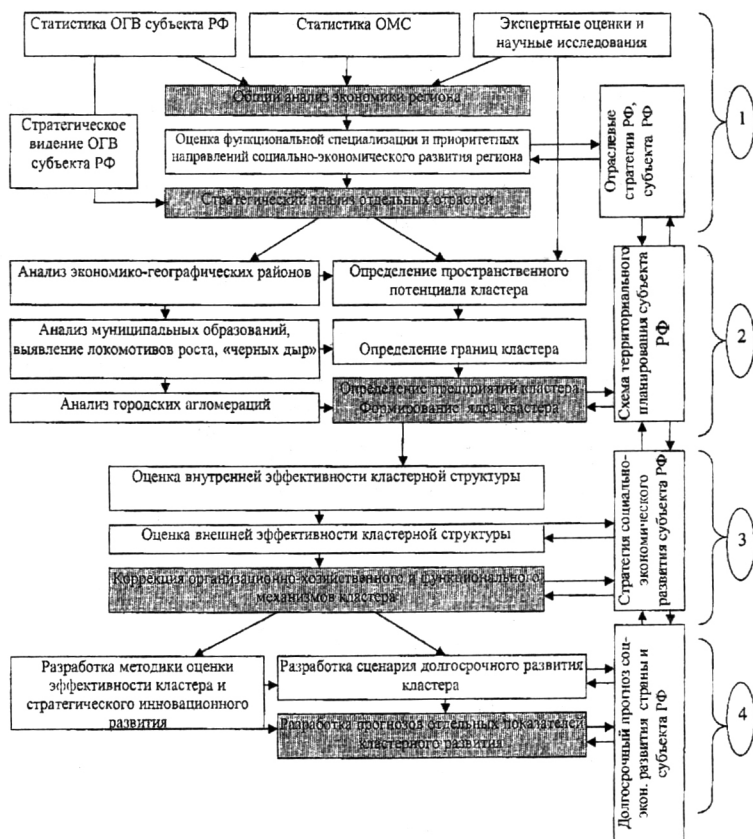 Статистика ОГВ субъекта РФ
Статистика ОМС
Экспертные оценки и
научные исследования
Общий анализ экономики региона
Стратегическое
видение ОГВ
субъекта РФ
Оценка функциональной специализации и приоритетных
направлений социально-экономического развития региона
Отраслевые
стратегии РФ,
субъекта РФ
1
Стратегический анализ отдельных отраслей
Анализ экономико-географических районов
Определение пространственного
потенциала кластера
Анализ муниципальных образований,
выявление локомотивов роста, «черных дыр»
Определение границ кластера
Схема территориального
планирования субъекта
РФ
2
Анализ городских агломераций
Определение предприятий кластера
Формирование ядра кластера
Оценка внутренней эффективности кластерной структуры
Оценка внешней эффективности кластерной структуры
Стратегия социально-
экономического
развития субъекта РФ
3
Коррекция организационно-хозяйственного и функционального
механизмов кластера
Разработка методики оценки
эффективности кластера и
стратегического инновационного
развития
Разработка сценария долгосрочного развития
кластера
Разработка прогнозов отдельных показателей
кластерного развития
Долгосрочный прогноз соц-
экон. развития страны и
субъекта РФ
4